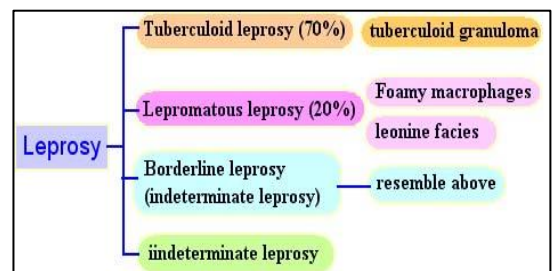 Leprosy
Tuberculoid leprosy (70%) tuberculoid granuloma
Lepromatous leprosy (20%) Foamy macrophages
leonine facies
Borderline leprosy
(indeterminate leprosy) resemble above
iindeterminate leprosy